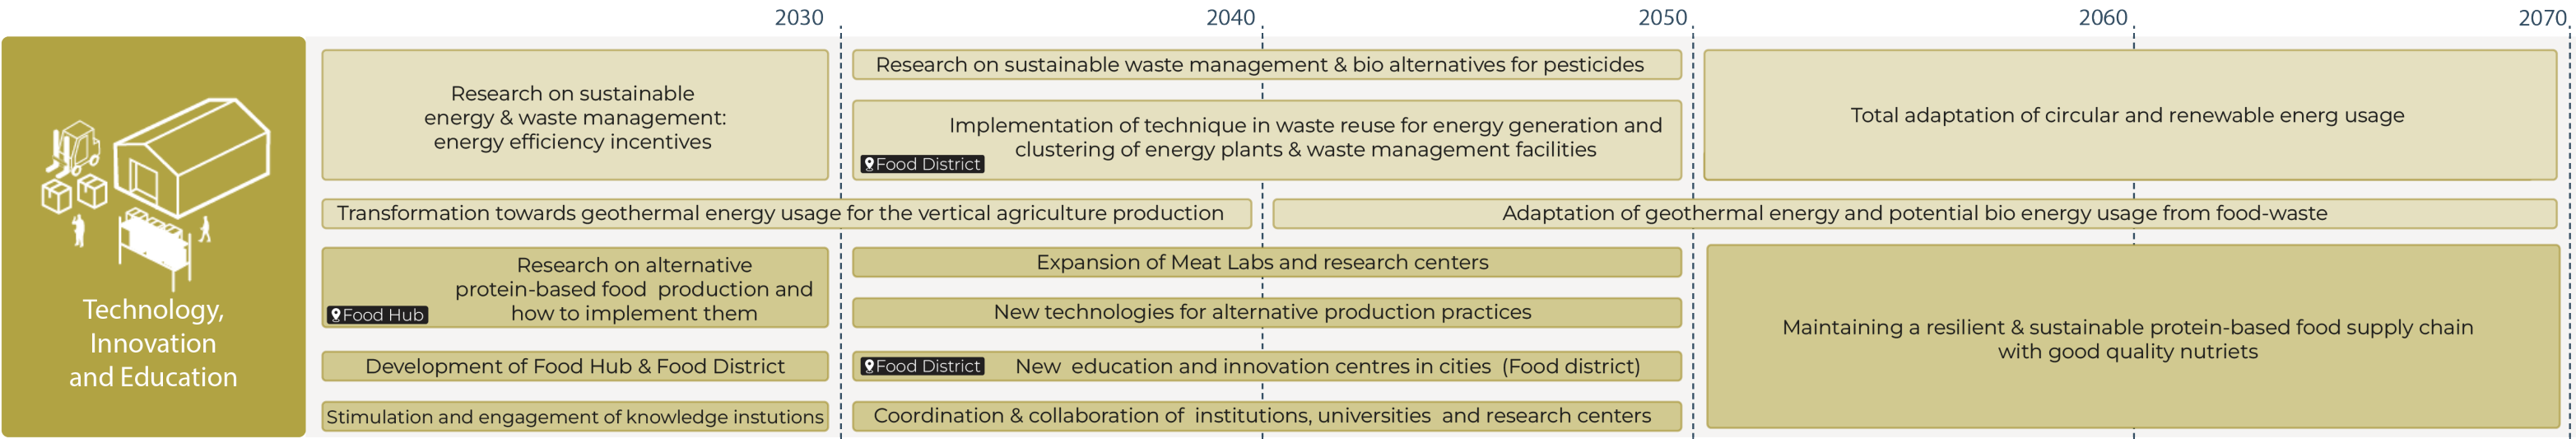 2030
2040
2050
2060
2070
Technology,
Innovation
and Education
Research on sustainable
energy & waste management:
energy efficiency incentives
Research on sustainable waste management & bio alternatives for pesticides
Implementation of technique in waste reuse for energy generation and
clustering of energy plants & waste management facilities
Food District
Total adaptation of circular and renewable energ usage
Transformation towards geothermal energy usage for the vertical agriculture production
Adaptation of geothermal energy and potential bio energy usage from food-waste
Research on alternative
protein-based food production and
how to implement them
Food Hub
Expansion of Meat Labs and research centers
New technologies for alternative production practices
Maintaining a resilient & sustainable protein-based food supply chain
with good quality nutriets
Development of Food Hub & Food District
Food District
New education and innovation centres in cities (Food district)
Stimulation and engagement of knowledge instutions
Coordination & collaboration of institutions, universities and research centers